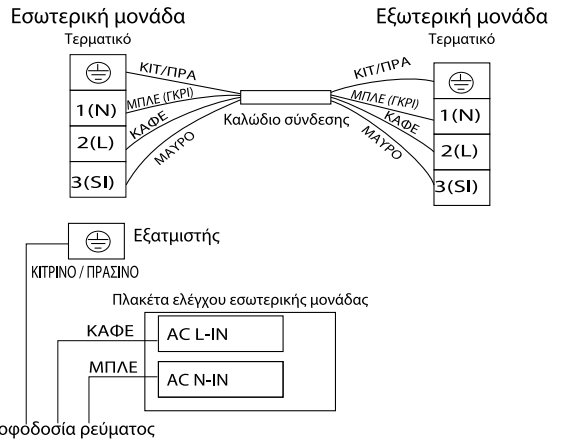 Εσωτερική μονάδα
Τερματικό
Εξωτερική μονάδα
Τερματικό
1(N)
2(L)
3(SI)
ΚΙΤ/ΠΡΑ
ΜΠΛΕ (ΓΚΡΙ)
ΚΑΦΕ
ΜΑΥΡΟ
Καλώδιο σύνδεσης
ΚΙΤ/ΠΡΑ
ΜΠΛΕ (ΓΚΡΙ)
ΚΑΦΕ
ΜΑΥΡΟ
1(N)
2(L)
3(SI)
Εξατμιστής
ΚΙΤΡΙΝΟ / ΠΡΑΣΙΝΟ
Πλακέτα ελέγχου εσωτερικής μονάδας
ΚΑΦΕ
AC L-IN
ΜΠΛΕ
AC N-IN
ρεύματος